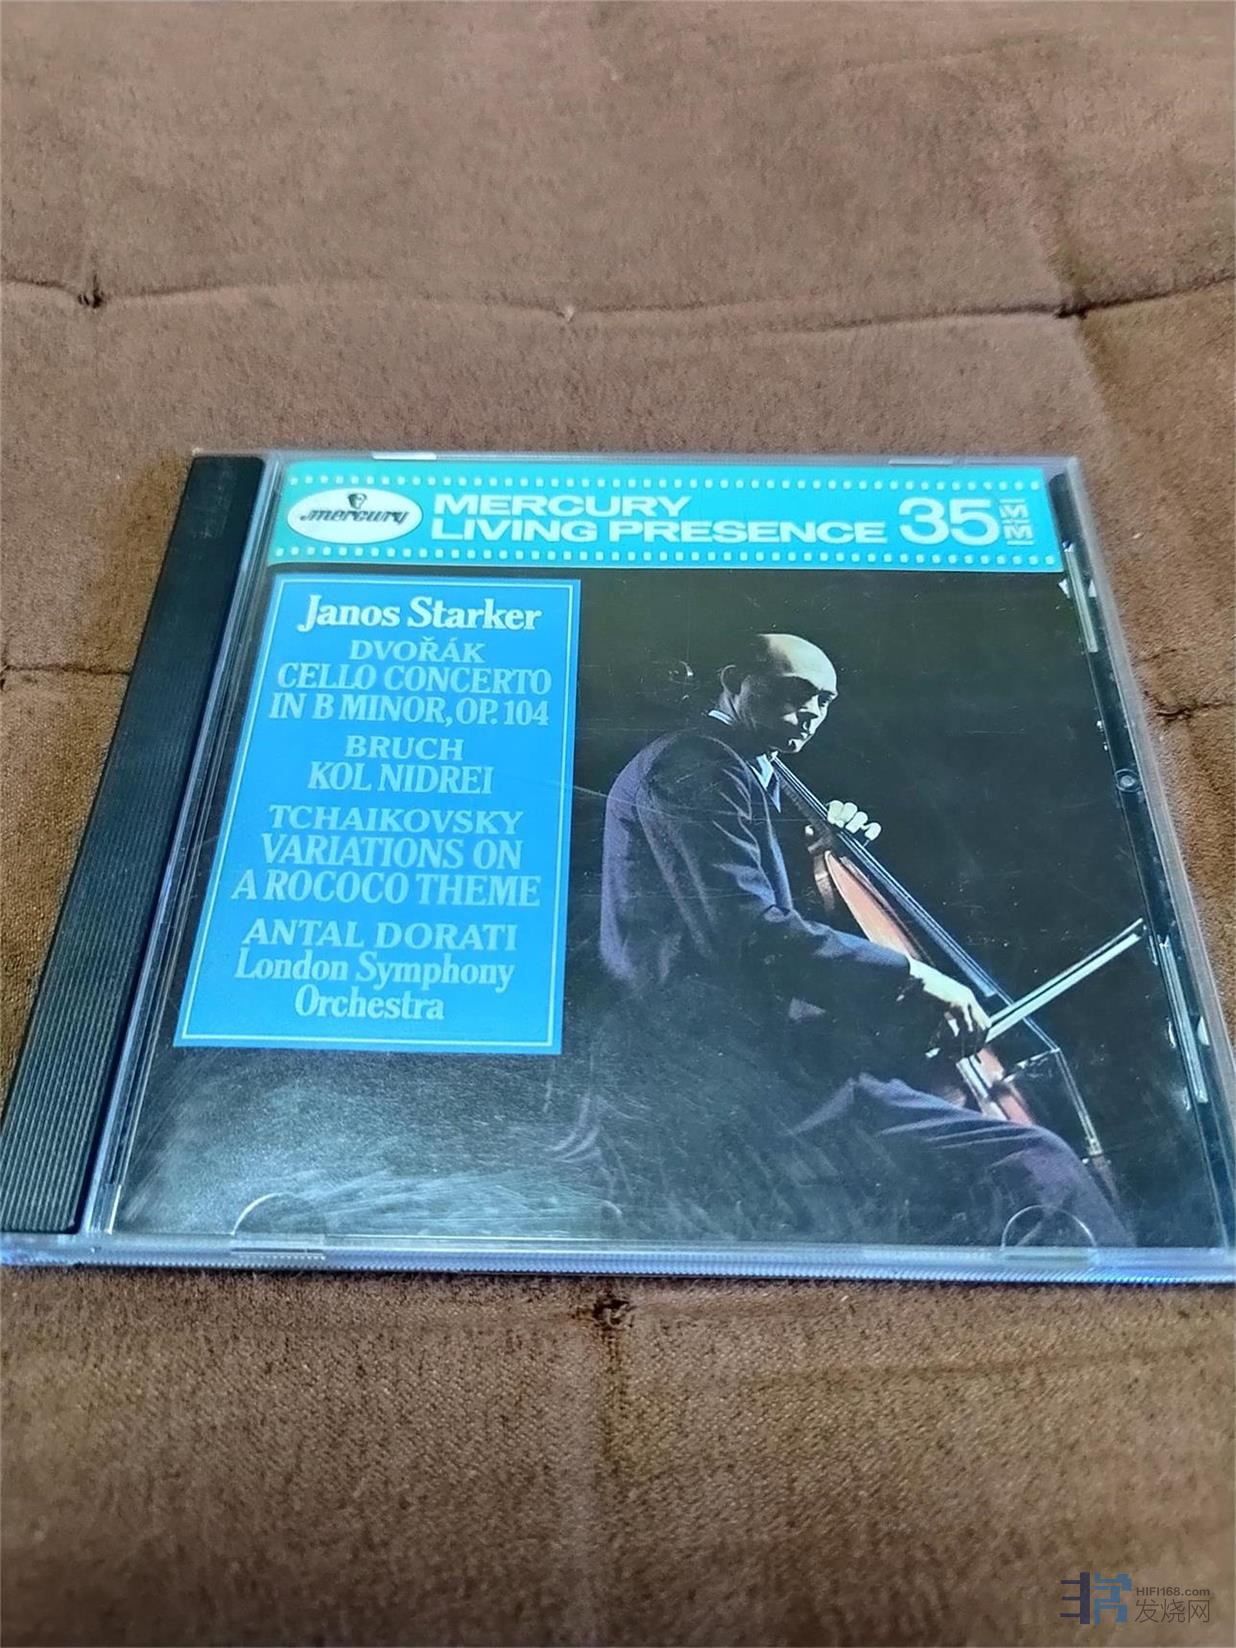 mercury
MERCURY
LIVING PRESENCE
35
MM
Janos Starker
DVOŘÁK
CELLO CONCERTO
IN B MINOR, OP. 104
BRUCH
KOL NIDREI
TCHAIKOVSKY
VARIATIONS ON
A ROCOCO THEME
ANTAL DORATI
London Symphony
Orchestra
HIFI168.com
发烧网